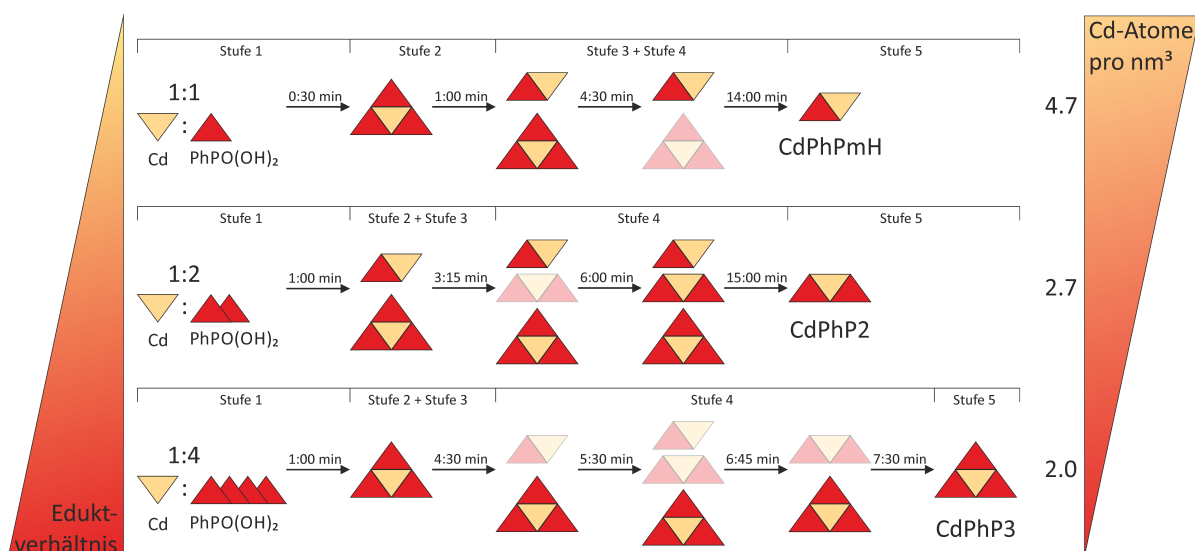 Cd-Atome
pro nm³
Stufe 1
Stufe 2
Stufe 3 + Stufe 4
Stufe 5
1:1
:
Cd
PhPO(OH)₂
0:30 min
1:00 min
4:30 min
14:00 min
CdPhPmH
4.7
Stufe 1
Stufe 2 + Stufe 3
Stufe 4
Stufe 5
1:2
:
Cd
PhPO(OH)₂
1:00 min
3:15 min
6:00 min
15:00 min
CdPhP2
2.7
Stufe 1
Stufe 2 + Stufe 3
Stufe 4
Stufe 5
1:4
:
Cd
PhPO(OH)₂
1:00 min
4:30 min
5:30 min
6:45 min
7:30 min
CdPhP3
2.0
Edukt-
verhältnis